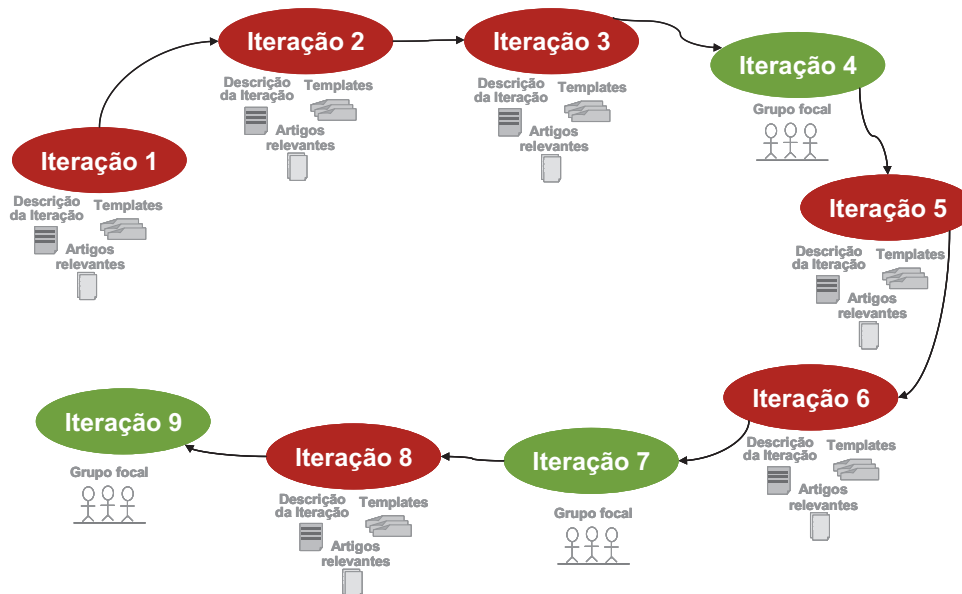 Iteração 1
Descrição
da Iteração
Templates
Artigos
relevantes
Iteração 2
Descrição
da Iteração
Templates
Artigos
relevantes
Iteração 3
Descrição
da Iteração
Templates
Artigos
relevantes
Iteração 4
Grupo focal
Iteração 5
Descrição
da Iteração
Templates
Artigos
relevantes
Iteração 6
Descrição
da Iteração
Templates
Artigos
relevantes
Iteração 7
Grupo focal
Iteração 8
Descrição
da Iteração
Templates
Artigos
relevantes
Iteração 9
Grupo focal